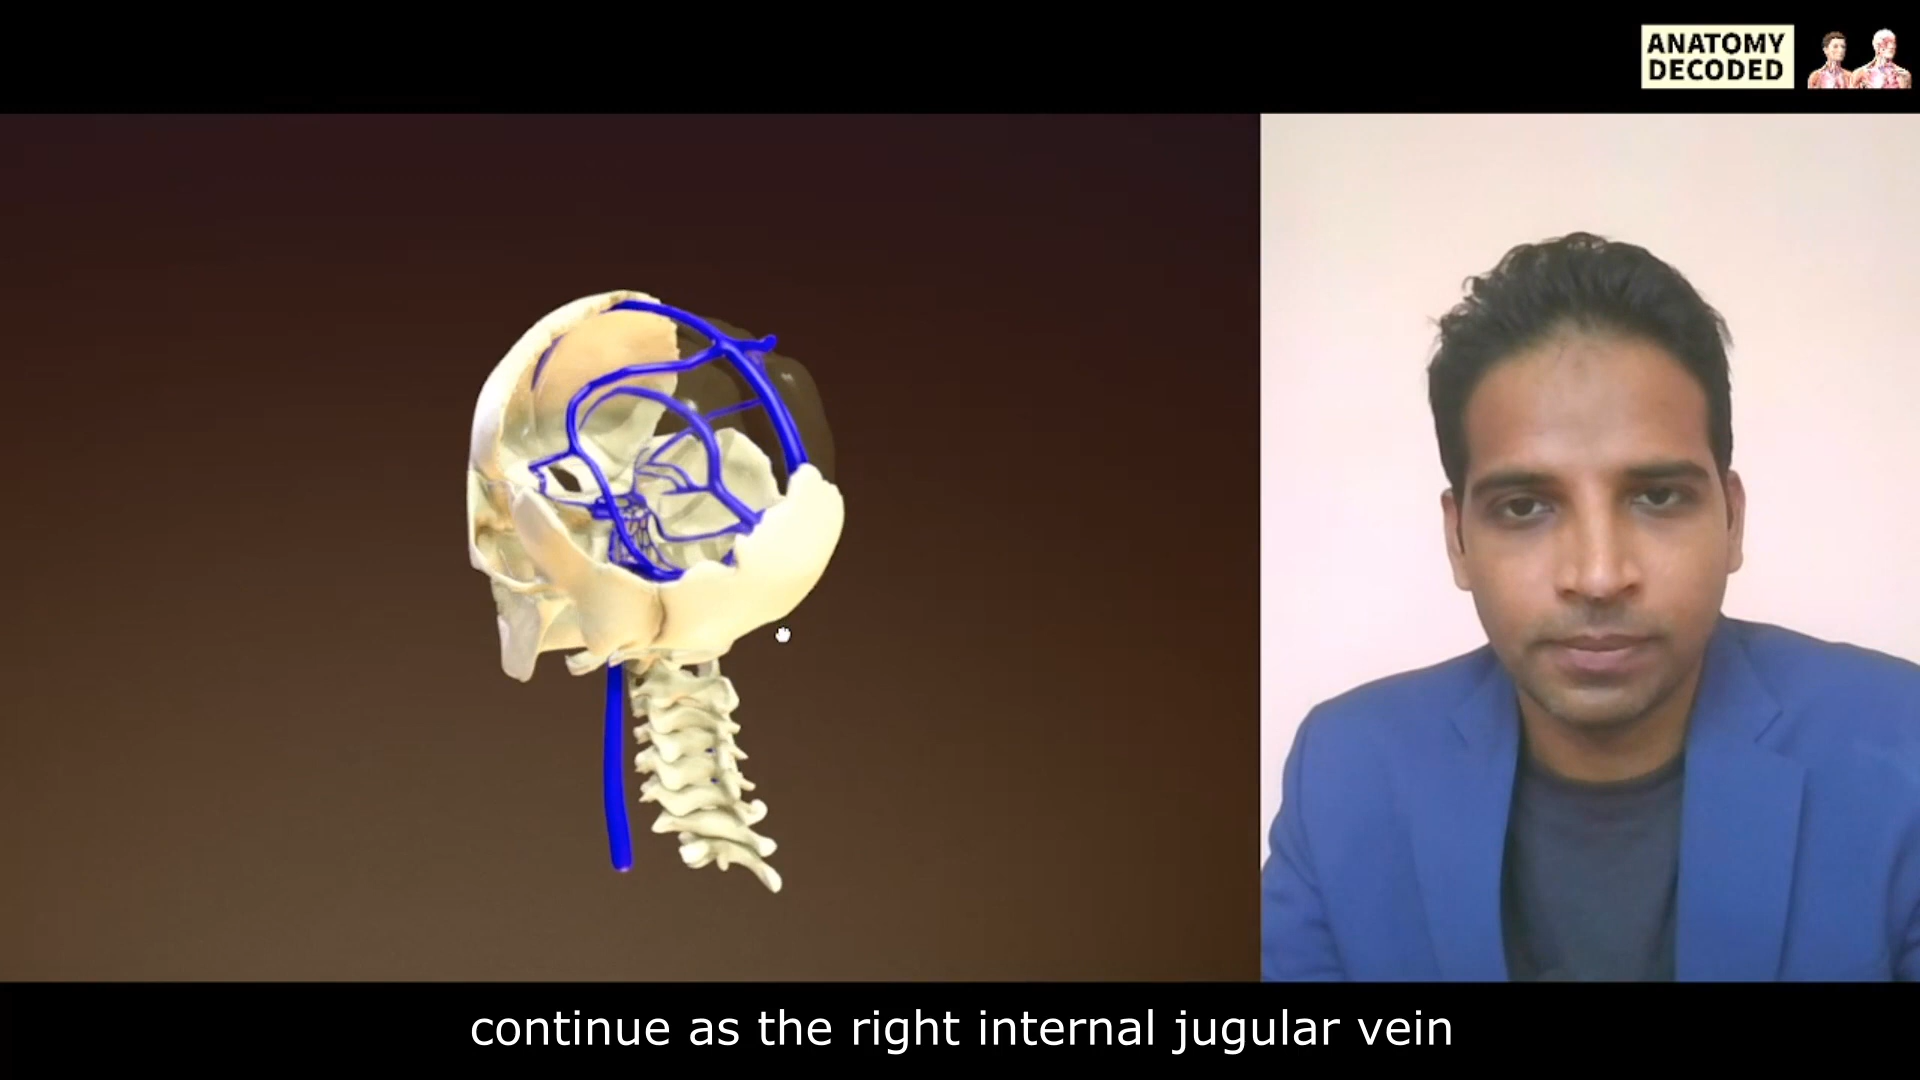 ANATOMY
DECODED
continue as the right internal jugular vein